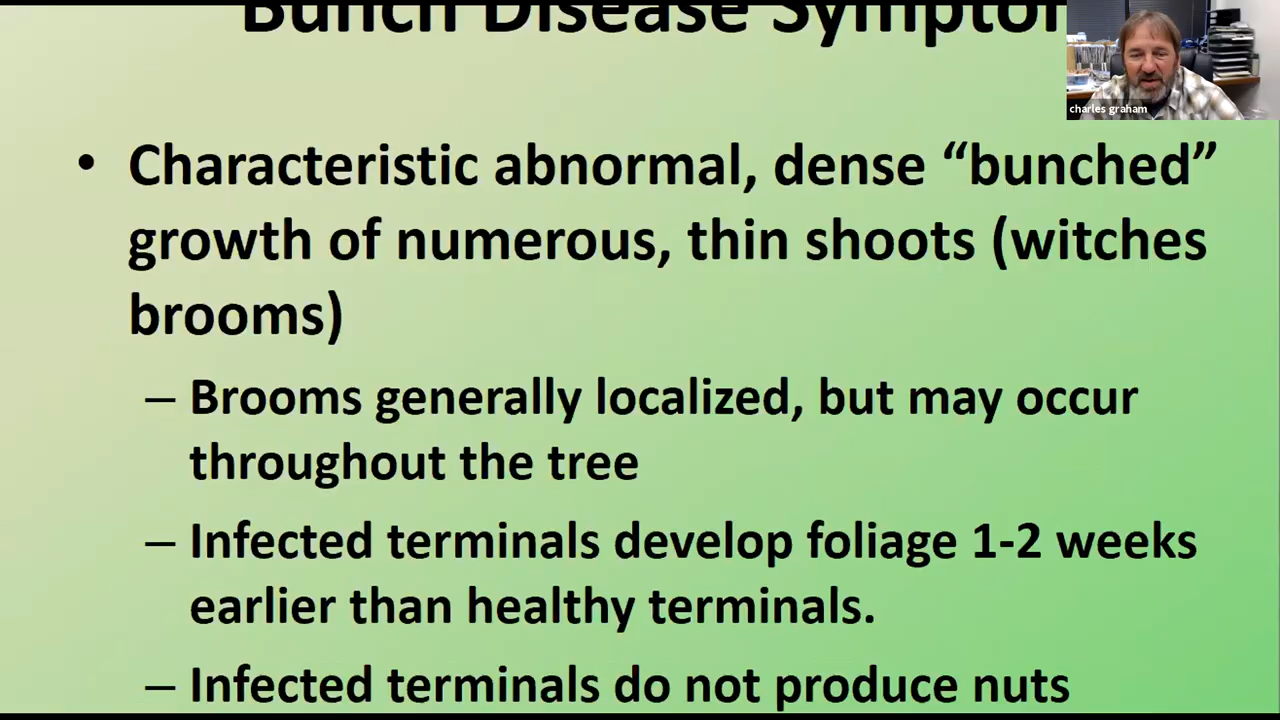 Bunch Disease Symptom
charles graham
• Characteristic abnormal, dense “bunched”
growth of numerous, thin shoots (witches
brooms)
– Brooms generally localized, but may occur
throughout the tree
– Infected terminals develop foliage 1-2 weeks
earlier than healthy terminals.
– Infected terminals do not produce nuts